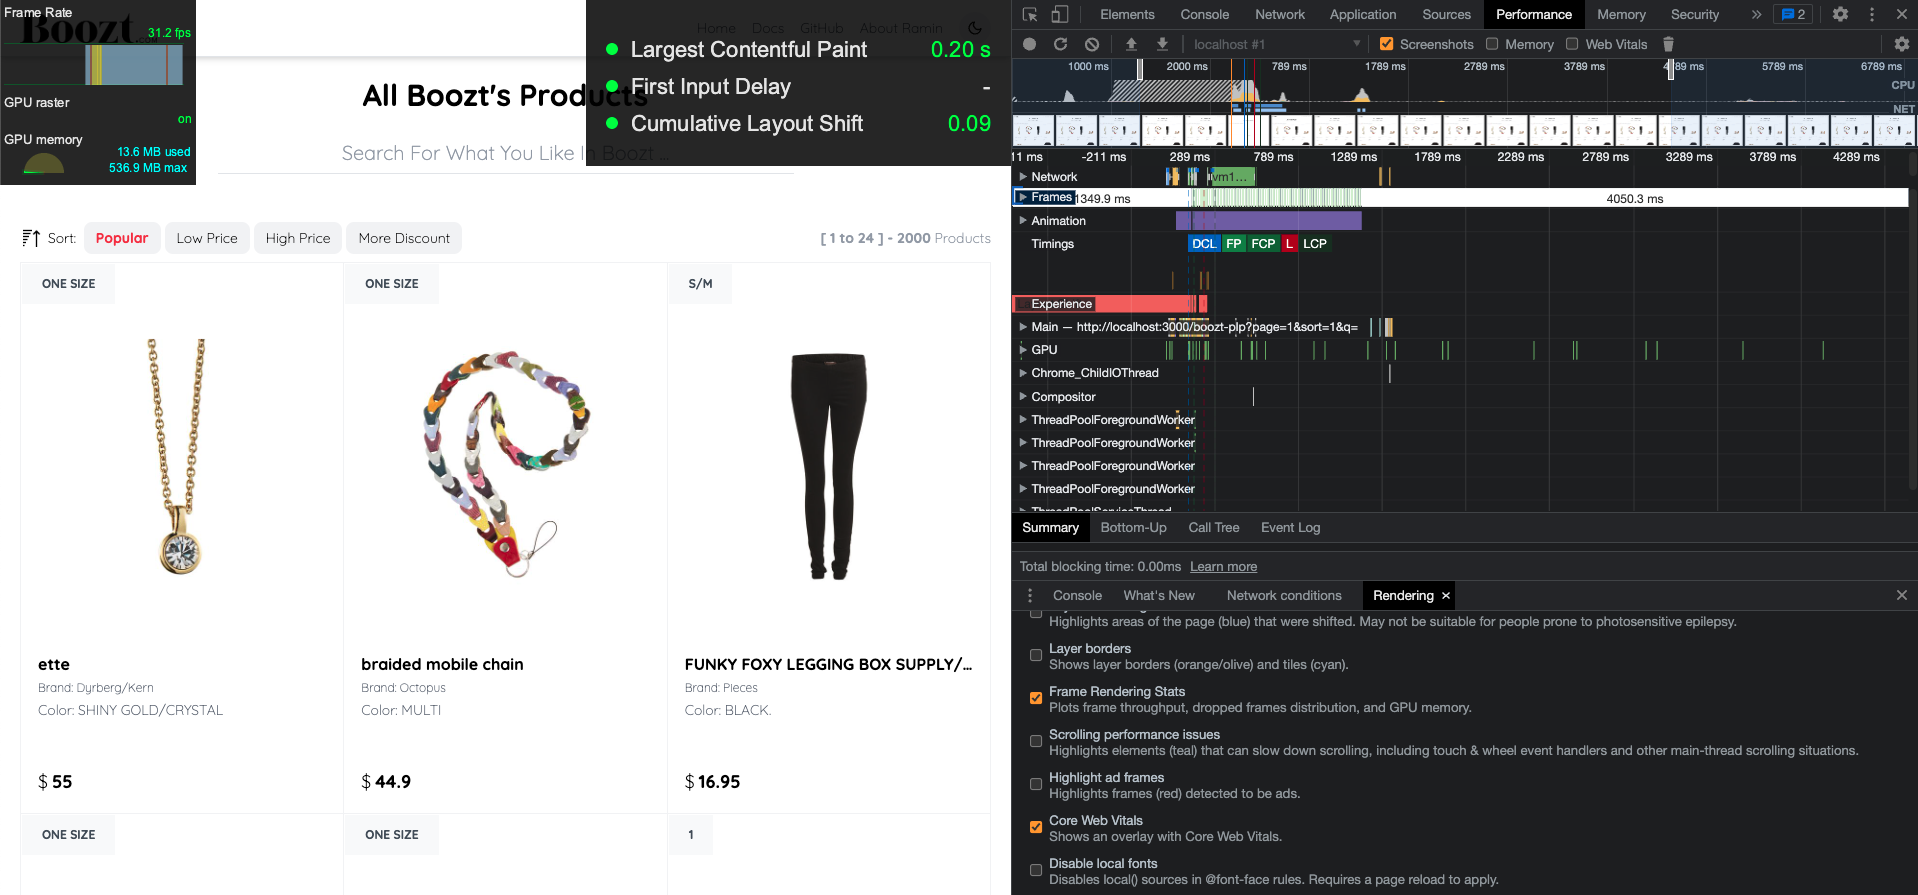 Frame Rate
Boozt
31.2 fps
GPU raster
on
GPU memory
13.6 MB used
536.9 MB max
Home Docs GitHub About Ramin
Largest Contentful Paint 0.20 s
First Input Delay -
Cumulative Layout Shift 0.09
All Boozt's Products
Search For What You Like In Boozt ...
Sort: Popular Low Price High Price More Discount
[ 1 to 24 ] - 2000 Products
ONE SIZE
ONE SIZE
S/M
ette
Brand: Dyrberg/Kern
Color: SHINY GOLD/CRYSTAL
$ 55
braided mobile chain
Brand: Octopus
Color: MULTI
$ 44.9
FUNKY FOXY LEGGING BOX SUPPLY/...
Brand: Pieces
Color: BLACK.
$ 16.95
ONE SIZE
ONE SIZE
1
Elements Console Network Application Sources Performance Memory Security » 2
localhost #1 Screenshots Memory Web Vitals
1000 ms 2000 ms 789 ms 1789 ms 2789 ms 3789 ms 4789 ms 5789 ms 6789 ms
CPU
NET
11 ms -211 ms 289 ms 789 ms 1289 ms 1789 ms 2289 ms 2789 ms 3289 ms 3789 ms 4289 ms
Network vm1...
Frames 1349.9 ms 4050.3 ms
Animation
Timings DCL FP FCP L LCP
Experience
Main — http://localhost:3000/boozt-plp?page=1&sort=1&q=
GPU
Chrome_ChildIOThread
Compositor
ThreadPoolForegroundWorker
ThreadPoolForegroundWorker
ThreadPoolForegroundWorker
ThreadPoolForegroundWorker
ThreadPoolServiceThread
Summary Bottom-Up Call Tree Event Log
Total blocking time: 0.00ms Learn more
Console What's New Network conditions Rendering ×
Highlights areas of the page (blue) that were shifted. May not be suitable for people prone to photosensitive epilepsy.
Layer borders
Shows layer borders (orange/olive) and tiles (cyan).
Frame Rendering Stats
Plots frame throughput, dropped frames distribution, and GPU memory.
Scrolling performance issues
Highlights elements (teal) that can slow down scrolling, including touch & wheel event handlers and other main-thread scrolling situations.
Highlight ad frames
Highlights frames (red) detected to be ads.
Core Web Vitals
Shows an overlay with Core Web Vitals.
Disable local fonts
Disables local() sources in @font-face rules. Requires a page reload to apply.